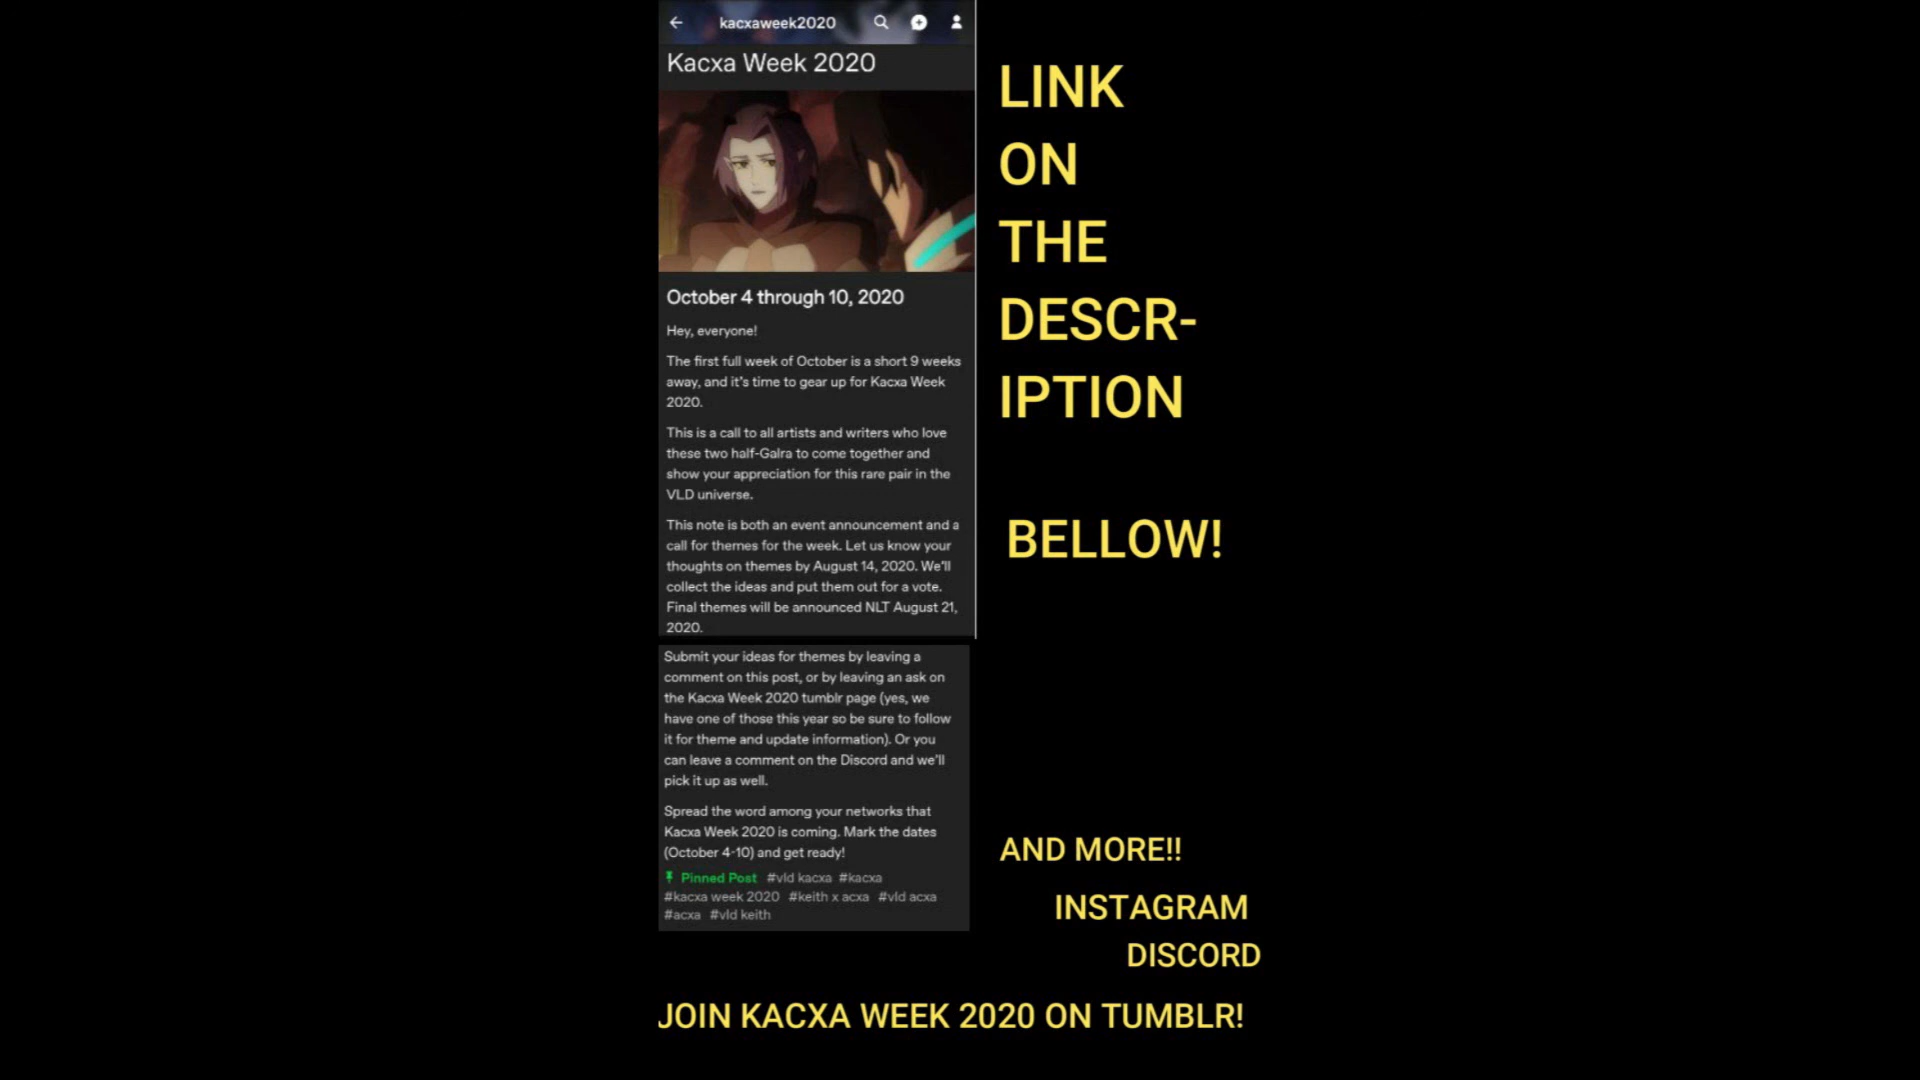 kacxaweek2020
Kacxa Week 2020
October 4 through 10, 2020
Hey, everyone!
The first full week of October is a short 9 weeks
away, and it's time to gear up for Kacxa Week
2020.
This is a call to all artists and writers who love
these two half-Galra to come together and
show your appreciation for this rare pair in the
VLD universe.
This note is both an event announcement and a
call for themes for the week. Let us know your
thoughts on themes by August 14, 2020. We'll
collect the ideas and put them out for a vote.
Final themes will be announced NLT August 21,
2020.
Submit your ideas for themes by leaving a
comment on this post, or by leaving an ask on
the Kacxa Week 2020 tumblr page (yes, we
have one of those this year so be sure to follow
it for theme and update information). Or you
can leave a comment on the Discord and we'll
pick it up as well.
Spread the word among your networks that
Kacxa Week 2020 is coming. Mark the dates
(October 4-10) and get ready!
Pinned Post #vld kacxa #kacxa
#kacxa week 2020 #keith x acxa #vld acxa
#acxa #vld keith
LINK
ON
THE
DESCR-
IPTION
BELLOW!
AND MORE!!
INSTAGRAM
DISCORD
JOIN KACXA WEEK 2020 ON TUMBLR!